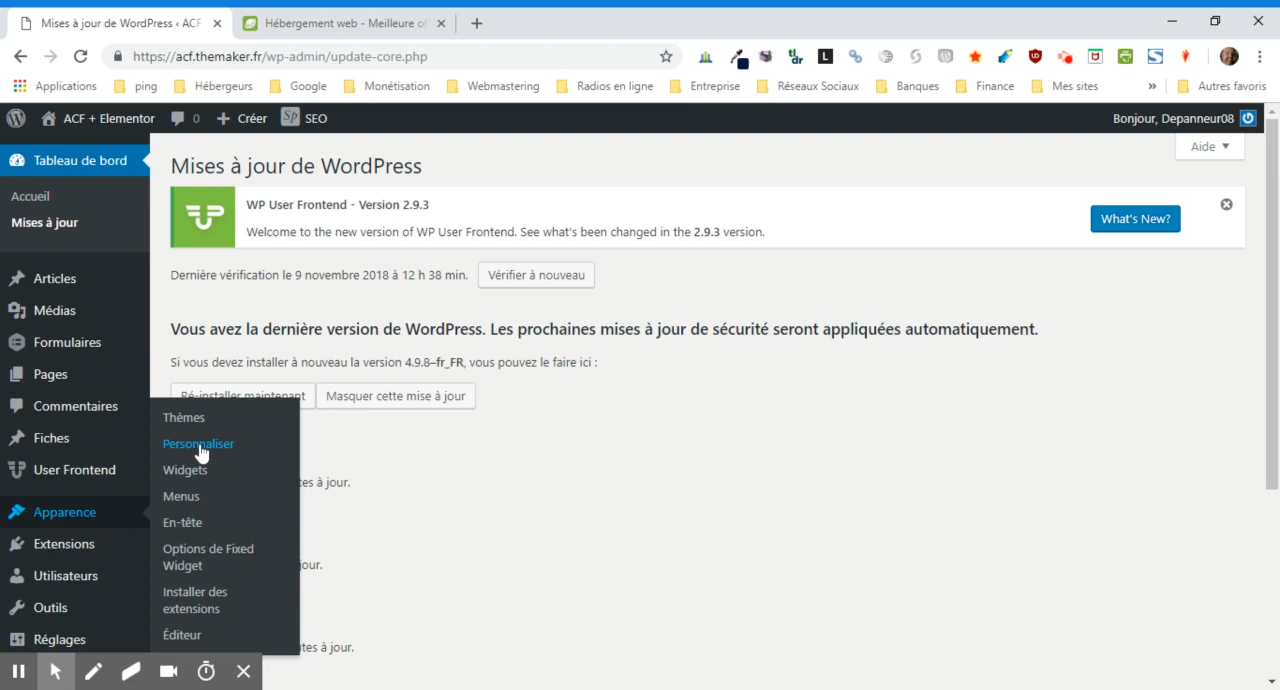 Mises à jour de WordPress ‹ ACF
Hébergement web - Meilleure of
https://acf.themaker.fr/wp-admin/update-core.php
Applications
ping
Hébergeurs
Google
Monétisation
Webmastering
Radios en ligne
Entreprise
Réseaux Sociaux
Banques
Finance
Mes sites
»
Autres favoris
ACF + Elementor
0
Créer
SEO
Bonjour, Depanneur08
Tableau de bord
Accueil
Mises à jour
Articles
Médias
Formulaires
Pages
Commentaires
Fiches
User Frontend
Apparence
Extensions
Utilisateurs
Outils
Réglages
Thèmes
Personnaliser
Widgets
Menus
En-tête
Options de Fixed
Widget
Installer des
extensions
Éditeur
Aide
Mises à jour de WordPress
WP User Frontend - Version 2.9.3
Welcome to the new version of WP User Frontend. See what's been changed in the 2.9.3 version.
What's New?
Dernière vérification le 9 novembre 2018 à 12 h 38 min.
Vérifier à nouveau
Vous avez la dernière version de WordPress. Les prochaines mises à jour de sécurité seront appliquées automatiquement.
Si vous devez installer à nouveau la version 4.9.8–fr_FR, vous pouvez le faire ici :
Ré-installer maintenant
Masquer cette mise à jour
tes à jour.
jour.
tes à jour.